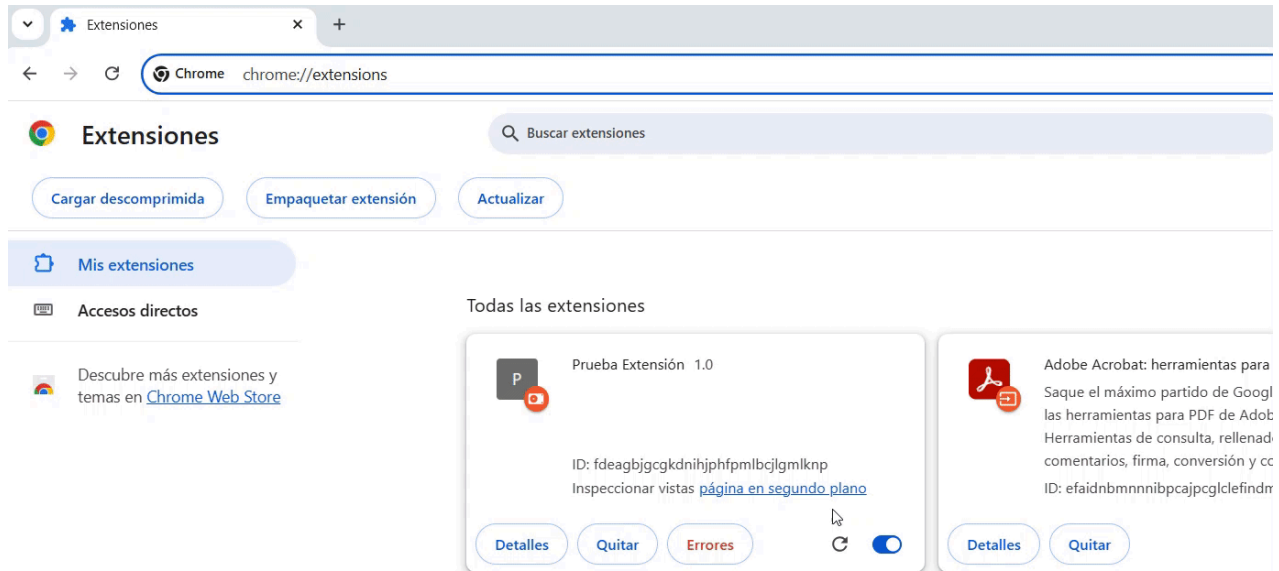 Extensiones
Chrome chrome://extensions
Extensiones
Buscar extensiones
Cargar descomprimida Empaquetar extensión Actualizar
Mis extensiones
Accesos directos
Descubre más extensiones y
temas en Chrome Web Store
Todas las extensiones
P
Prueba Extensión 1.0
ID: fdeagbjgcgkdnihjphfpmlbcjlgmlknp
Inspeccionar vistas página en segundo plano
Detalles Quitar Errores
Adobe Acrobat: herramientas para
Saque el máximo partido de Googl
las herramientas para PDF de Adob
Herramientas de consulta, rellenad
comentarios, firma, conversión y co
ID: efaidnbmnnnibpcajpcglclefindm
Detalles Quitar